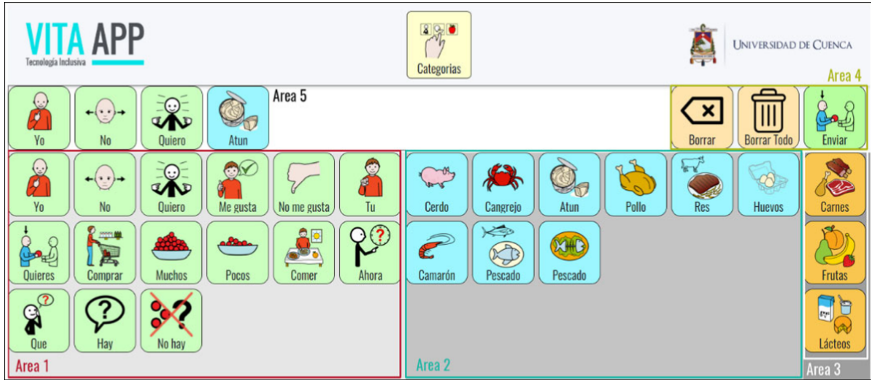 VITA APP
Tecnología Inclusiva
Categorias
UNIVERSIDAD DE CUENCA
Area 4
Yo No Quiero Atun
Area 5
Borrar Borrar Todo Enviar
Yo No Quiero Me gusta No me gusta Tu
Cerdo Cangrejo Atun Pollo Res Huevos
Carnes
Quieres Comprar Muchos Pocos Comer Ahora
Camarón Pescado Pescado
Frutas
Que Hay No hay
Lácteos
Area 1
Area 2
Area 3